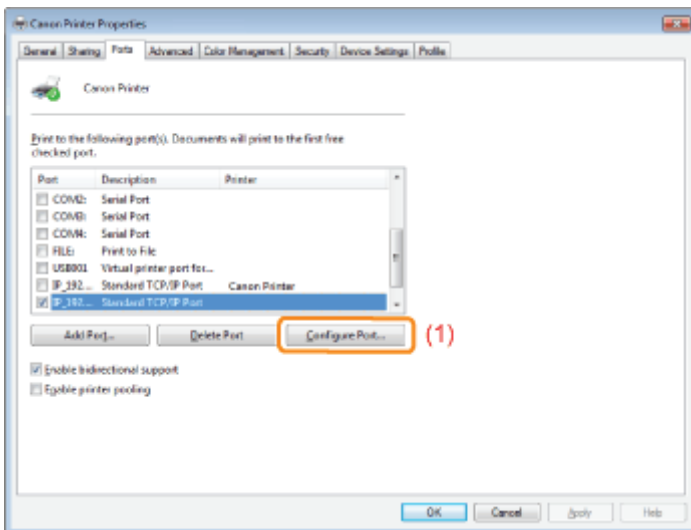 Canon Printer Properties
General Sharing Ports Advanced Color Management Security Device Settings Profile
Canon Printer
Print to the following port(s). Documents will print to the first free
checked port.
Port Description Printer
COM2: Serial Port
COM3: Serial Port
COM4: Serial Port
FILE: Print to File
USB001 Virtual printer port for...
IP_192... Standard TCP/IP Port Canon Printer
IP_192... Standard TCP/IP Port
Add Port... Delete Port Configure Port... (1)
Enable bidirectional support
Enable printer pooling
OK Cancel Apply Help